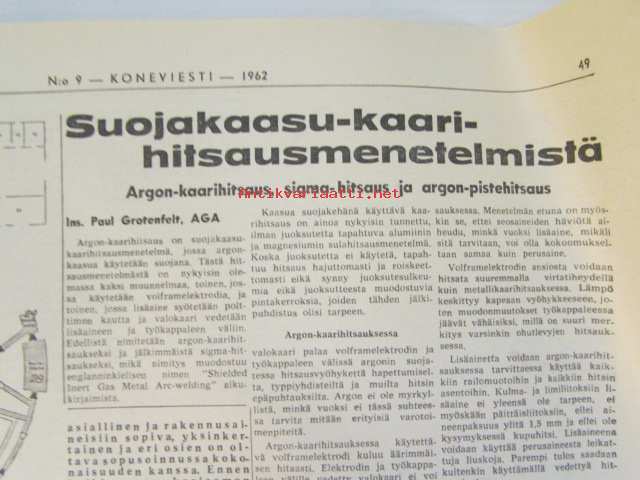 N:o 9 — KONEVIESTI — 1962
49
Suojakaasu-kaari-
hitsausmenetelmistä
Argon-kaarihitsaus, sigma-hitsaus ja argon-pistehitsaus
Ins. Paul Grotenfelt, AGA
Argon-kaarihitsaus on suojakaasu-
kaarihitsausmenetelmä, jossa argon-
kaasua käytetään suojana. Tästä hit-
sausmenetelmästä on nykyisin ole-
massa kaksi muunnelmaa, toinen, jos-
sa käytetään volframelektrodia, ja
toinen, jossa lisäaine syötetään polt-
timen kautta ja valokaari vedetään
lisäaineen ja työkappaleen väliin.
Edellistä nimitetään argon-kaarihit-
saukseksi ja jälkimmäistä sigma-hit-
saukseksi, mikä nimitys muodostuu
englanninkielisen nimen "Shielded
Inert Gas Metal Arc-welding" alku-
kirjaimista.
asiallinen ja rakennusai-
neisiin sopiva, yksinker-
tainen ja eri osien on ol-
tava sopusoinnussa koko-
naisuuden kanssa. Ennen
Kaasua suojakehänä käyttävä kaa-
rihitsaus on ainoa nykyisin tunnettu,
ilman juoksutetta tapahtuva alumiinin
ja magnesiumin sulahitsausmenetelmä.
Koska juoksutetta ei käytetä, tapah-
tuu hitsaus hajuttomasti ja roiskeet-
tomasti eikä synny juoksutesulkeu-
mia eikä juoksutteesta muodostuvia
pintakerroksia, joiden tähden jälki-
puhdistus olisi tarpeen.
Argon-kaarihitsauksessa
valokaari palaa volframelektrodin ja
työkappaleen välissä argonin suoja-
tessa hitsausvyöhykettä hapettumisel-
ta, typpiyhdisteiltä ja muilta hitsin
epäpuhtauksilta. Argon ei ole myrkyl-
listä, minkä vuoksi ei tässä suhtees-
sa tarvita mitään erityisiä varotoi-
menpiteitä.
Argon-kaarihitsauksessa käytettä-
vä volframelektrodi kuluu äärimmäi-
sen hitaasti. Elektrodin ja työkappa-
leen välille vedetty valokaari ei voi
sauksessa. Menetelmän etuna on myös-
kin se, ettei seosaineiden häviötä ai-
heudu, minkä vuoksi lisäaine, mikäli
sitä tarvitaan, voi olla kokoomuksel-
taan samaa kuin perusaine.
Volframelektrodin ansiosta voidaan
hitsata suuremmalla virtatiheydellä
kuin metallikaarihitsauksessa. Lämpö
keskittyy kapeaan vyöhykkeeseen, jo-
ten muodonmuutokset työkappaleessa
jäävät vähäisiksi, millä on suuri mer-
kitys varsinkin ohutlevyjen hitsauk-
sessa.
Lisäainetta voidaan argon-kaarihit-
sauksessa tarvittaessa käyttää kaik-
kiin railomuotoihin ja kaikkiin hitsin
asentoihin. Kulma- ja limiliitoksiin li-
säaine ei yleensä ole tarpeen, ei
myöskään päittäisliitoksiin, ellei ai-
neenpaksuus ylitä 1,5 mm ja ellei ole
kysymyksessä kupuhitsi. Lisäaineena
voidaan käyttää perusaineesta leikat-
tuja liuskoja. Parempi tulos saadaan
kuitenkin käyttämällä vedettyä hit-
antikvariaatti.net